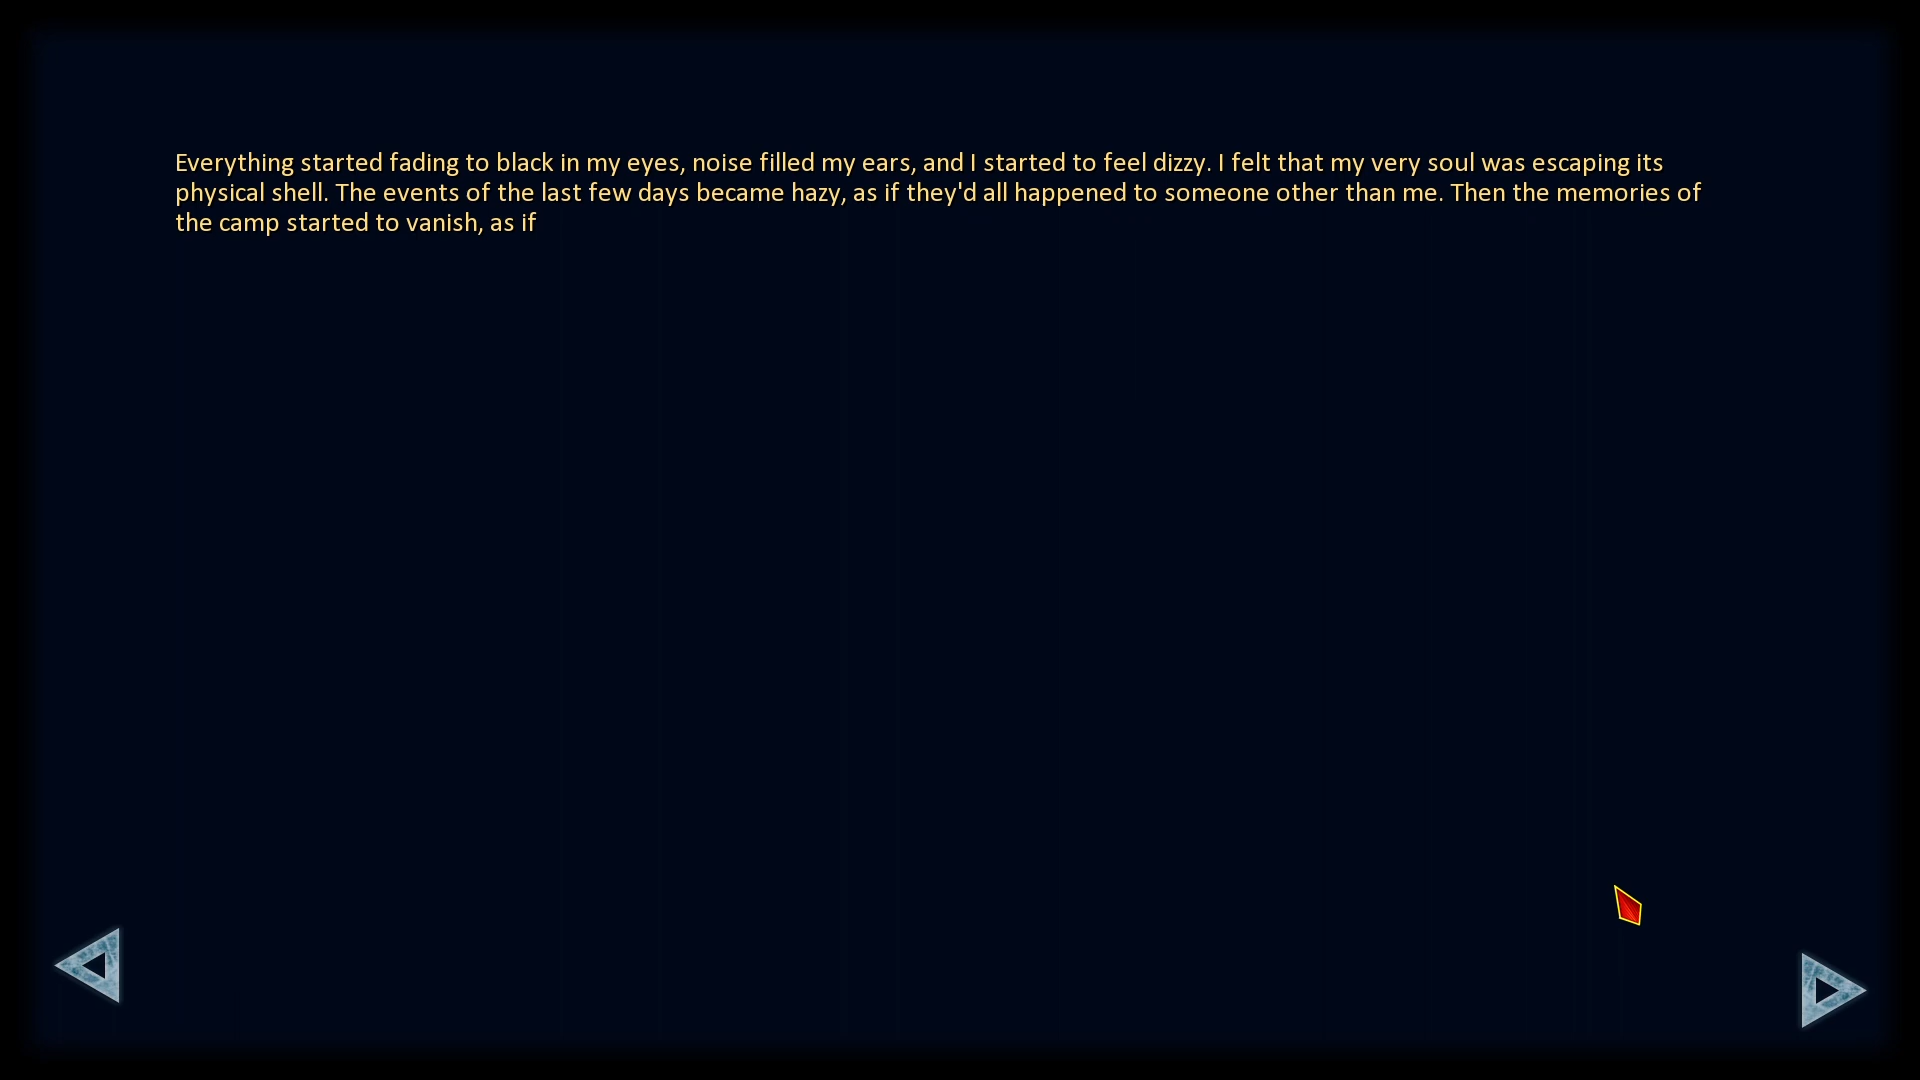 Everything started fading to black in my eyes, noise filled my ears, and I started to feel dizzy. I felt that my very soul was escaping its
physical shell. The events of the last few days became hazy, as if they'd all happened to someone other than me. Then the memories of
the camp started to vanish, as if